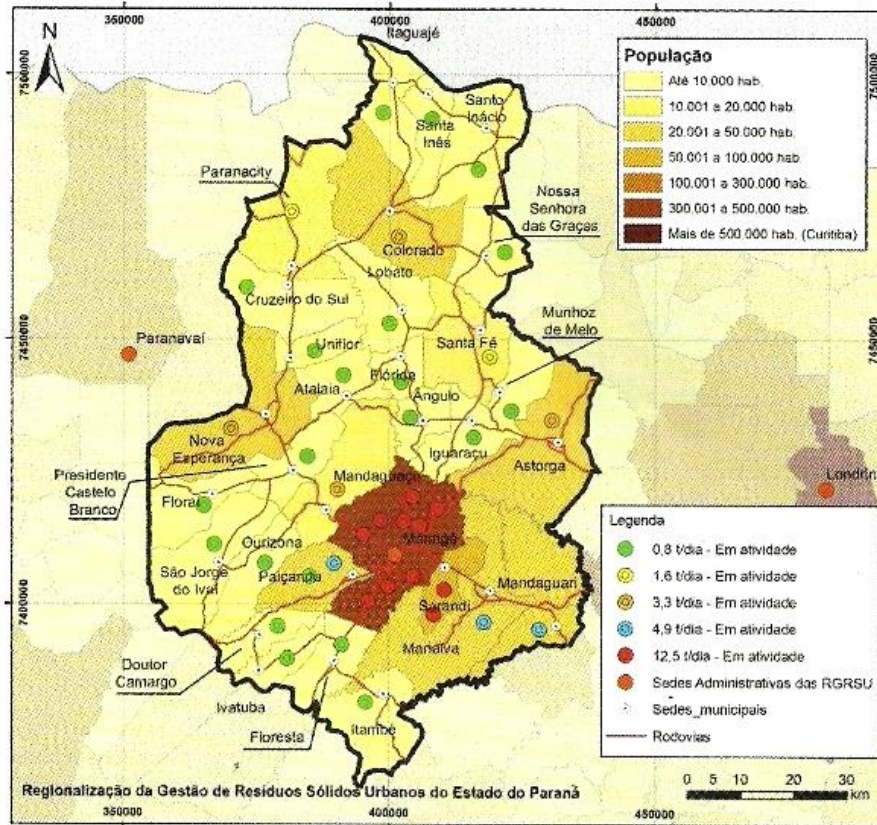 350000
400000
450000
Itaguajé
N
7500000
7500000
População
Até 10.000 hab.
10.001 a 20.000 hab.
20.001 a 50.000 hab.
50.001 a 100.000 hab.
100.001 a 300.000 hab.
300.001 a 500.000 hab.
Mais de 500.000 hab. (Curitiba)
Santo
Inácio
Santa
Inês
Paranacity
Nossa
Senhora
das Graças
Colorado
Lobato
Cruzeiro do Sul
Munhoz
de Melo
Paranavaí
7450000
7450000
Uniflor
Santa Fé
Flórida
Atalaia
Ângulo
Nova
Esperança
Iguaraçu
Astorga
Presidente
Castelo
Branco
Mandaguaçu
Londrin
Floraí
Maringá
Ourizona
São Jorge
do Ivaí
Paiçandu
Mandaguari
7400000
Sarandi
Marialva
Doutor
Camargo
Ivatuba
Floresta
Itambé
Legenda
0,8 t/dia - Em atividade
1,6 t/dia - Em atividade
3,3 t/dia - Em atividade
4,9 t/dia - Em atividade
12,5 t/dia - Em atividade
Sedes Administrativas das RGRSU
Sedes_municipais
Rodovias
Regionalização da Gestão de Resíduos Sólidos Urbanos do Estado do Paraná
0 5 10 20 30
km
350000
400000
450000